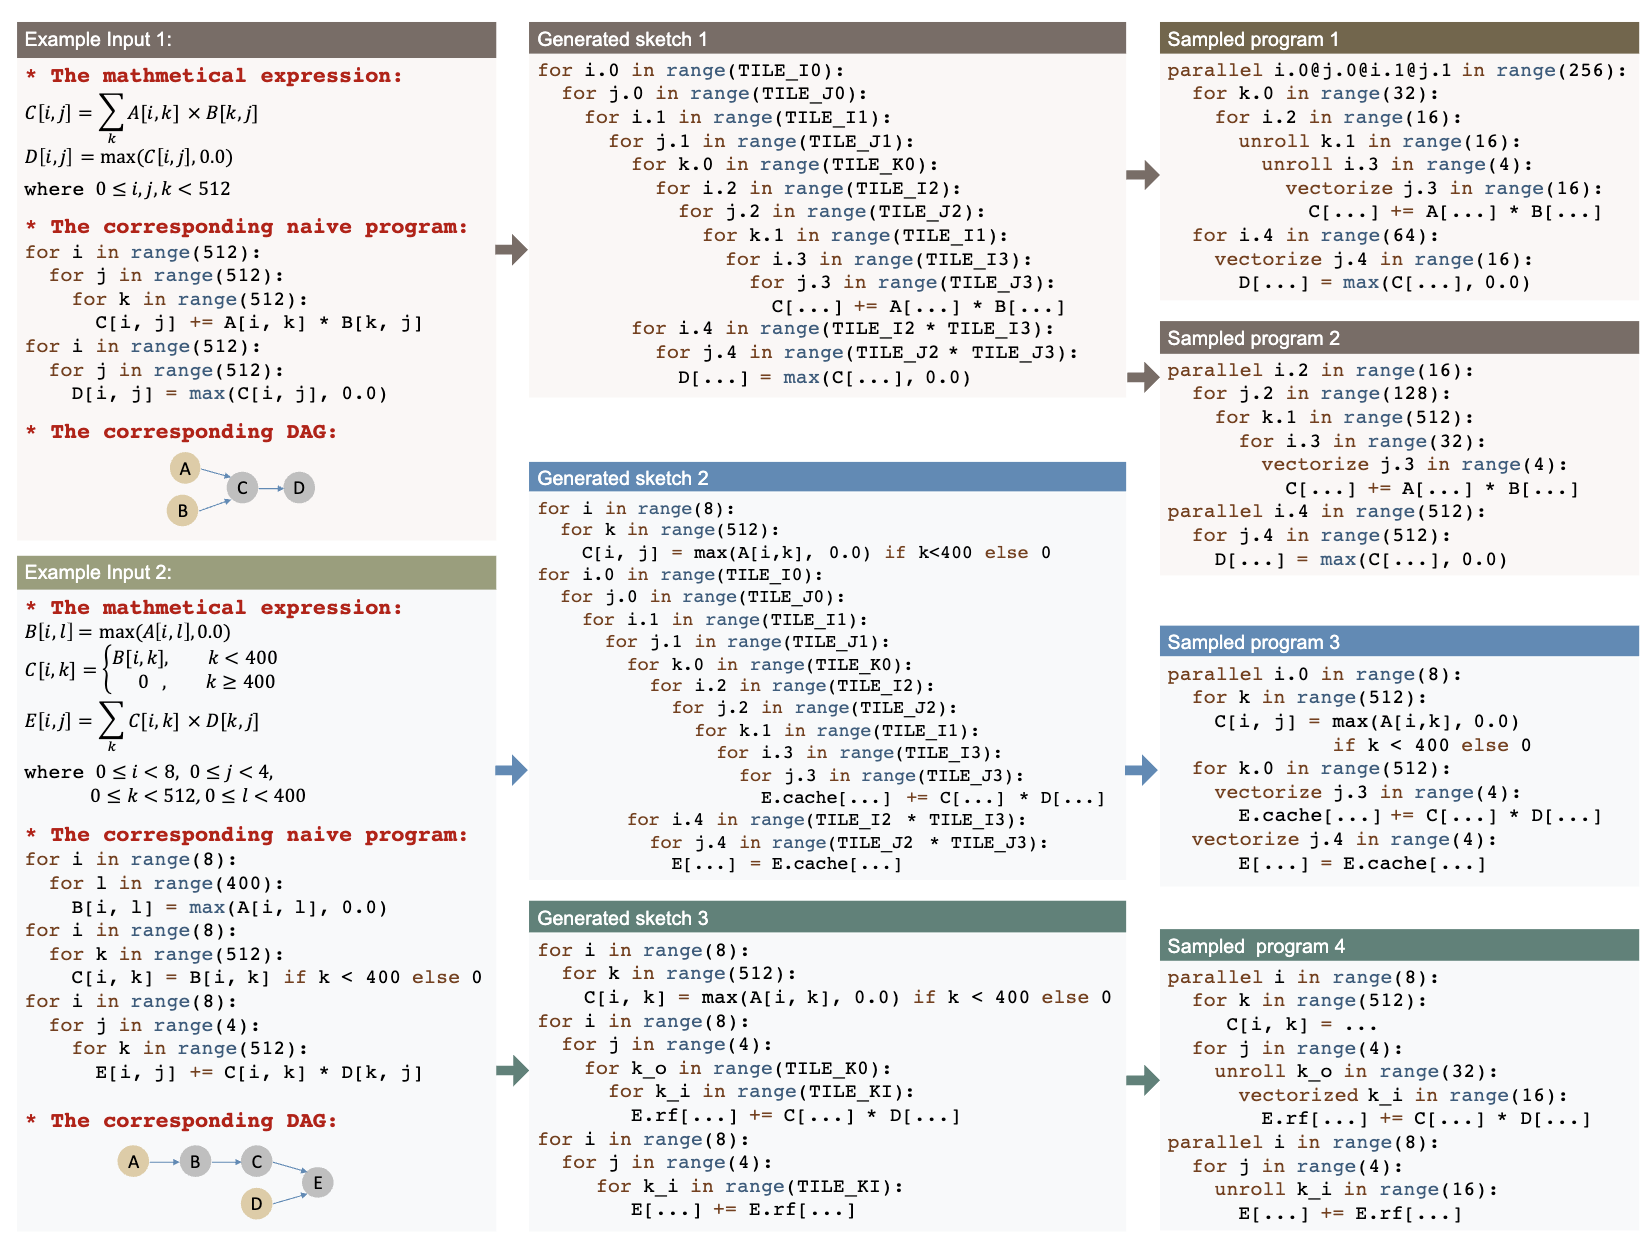 Example Input 1:
* The mathmetical expression:
C[i,j] = ∑ A[i,k] × B[k,j]
k
D[i,j] = max(C[i,j], 0.0)
where 0 ≤ i,j,k < 512
* The corresponding naive program:
for i in range(512):
  for j in range(512):
    for k in range(512):
      C[i, j] += A[i, k] * B[k, j]
for i in range(512):
  for j in range(512):
    D[i, j] = max(C[i, j], 0.0)
* The corresponding DAG:
A
C D
B
Example Input 2:
* The mathmetical expression:
B[i,l] = max(A[i,l], 0.0)
C[i,k] = { B[i,k], k < 400
0 , k ≥ 400
E[i,j] = ∑ C[i,k] × D[k,j]
k
where 0 ≤ i < 8, 0 ≤ j < 4,
0 ≤ k < 512, 0 ≤ l < 400
* The corresponding naive program:
for i in range(8):
  for l in range(400):
    B[i, l] = max(A[i, l], 0.0)
for i in range(8):
  for k in range(512):
    C[i, k] = B[i, k] if k < 400 else 0
for i in range(8):
  for j in range(4):
    for k in range(512):
      E[i, j] += C[i, k] * D[k, j]
* The corresponding DAG:
A B C
E
D
Generated sketch 1
for i.0 in range(TILE_I0):
  for j.0 in range(TILE_J0):
    for i.1 in range(TILE_I1):
      for j.1 in range(TILE_J1):
        for k.0 in range(TILE_K0):
          for i.2 in range(TILE_I2):
            for j.2 in range(TILE_J2):
              for k.1 in range(TILE_I1):
                for i.3 in range(TILE_I3):
                  for j.3 in range(TILE_J3):
                    C[...] += A[...] * B[...]
        for i.4 in range(TILE_I2 * TILE_I3):
          for j.4 in range(TILE_J2 * TILE_J3):
            D[...] = max(C[...], 0.0)
Generated sketch 2
for i in range(8):
  for k in range(512):
    C[i, j] = max(A[i,k], 0.0) if k<400 else 0
for i.0 in range(TILE_I0):
  for j.0 in range(TILE_J0):
    for i.1 in range(TILE_I1):
      for j.1 in range(TILE_J1):
        for k.0 in range(TILE_K0):
          for i.2 in range(TILE_I2):
            for j.2 in range(TILE_J2):
              for k.1 in range(TILE_I1):
                for i.3 in range(TILE_I3):
                  for j.3 in range(TILE_J3):
                    E.cache[...] += C[...] * D[...]
        for i.4 in range(TILE_I2 * TILE_I3):
          for j.4 in range(TILE_J2 * TILE_J3):
            E[...] = E.cache[...]
Generated sketch 3
for i in range(8):
  for k in range(512):
    C[i, k] = max(A[i, k], 0.0) if k < 400 else 0
for i in range(8):
  for j in range(4):
    for k_o in range(TILE_K0):
      for k_i in range(TILE_KI):
        E.rf[...] += C[...] * D[...]
for i in range(8):
  for j in range(4):
    for k_i in range(TILE_KI):
      E[...] += E.rf[...]
Sampled program 1
parallel i.0@j.0@i.1@j.1 in range(256):
  for k.0 in range(32):
    for i.2 in range(16):
      unroll k.1 in range(16):
        unroll i.3 in range(4):
          vectorize j.3 in range(16):
            C[...] += A[...] * B[...]
  for i.4 in range(64):
    vectorize j.4 in range(16):
      D[...] = max(C[...], 0.0)
Sampled program 2
parallel i.2 in range(16):
  for j.2 in range(128):
    for k.1 in range(512):
      for i.3 in range(32):
        vectorize j.3 in range(4):
          C[...] += A[...] * B[...]
parallel i.4 in range(512):
  for j.4 in range(512):
    D[...] = max(C[...], 0.0)
Sampled program 3
parallel i.0 in range(8):
  for k in range(512):
    C[i, j] = max(A[i,k], 0.0)
              if k < 400 else 0
  for k.0 in range(512):
    vectorize j.3 in range(4):
      E.cache[...] += C[...] * D[...]
  vectorize j.4 in range(4):
      E[...] = E.cache[...]
Sampled program 4
parallel i in range(8):
  for k in range(512):
     C[i, k] = ...
  for j in range(4):
    unroll k_o in range(32):
      vectorized k_i in range(16):
        E.rf[...] += C[...] * D[...]
parallel i in range(8):
  for j in range(4):
    unroll k_i in range(16):
      E[...] += E.rf[...]